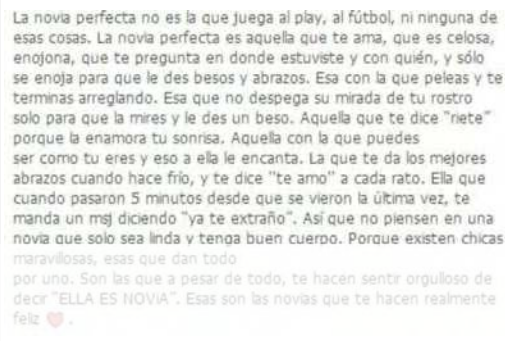 La novia perfecta no es la que juega al play, al fútbol, ni ninguna de
esas cosas. La novia perfecta es aquella que te ama, que es celosa,
enojona, que te pregunta en donde estuviste y con quién, y sólo
se enoja para que le des besos y abrazos. Esa con la que peleas y te
terminas arreglando. Esa que no despega su mirada de tu rostro
solo para que la mires y le des un beso. Aquella que te dice "riete"
porque la enamora tu sonrisa. Aquella con la que puedes
ser como tu eres y eso a ella le encanta. La que te da los mejores
abrazos cuando hace frío, y te dice "te amo" a cada rato. Ella que
cuando pasaron 5 minutos desde que se vieron la última vez, te
manda un msj diciendo "ya te extraño". Así que no piensen en una
novia que solo sea linda y tenga buen cuerpo. Porque existen chicas
maravillosas, esas que dan todo
por uno. Son las que a pesar de todo, te hacen sentir orgulloso de
decir "ELLA ES NOViA". Esas son las novias que te hacen realmente
feliz ❤ .